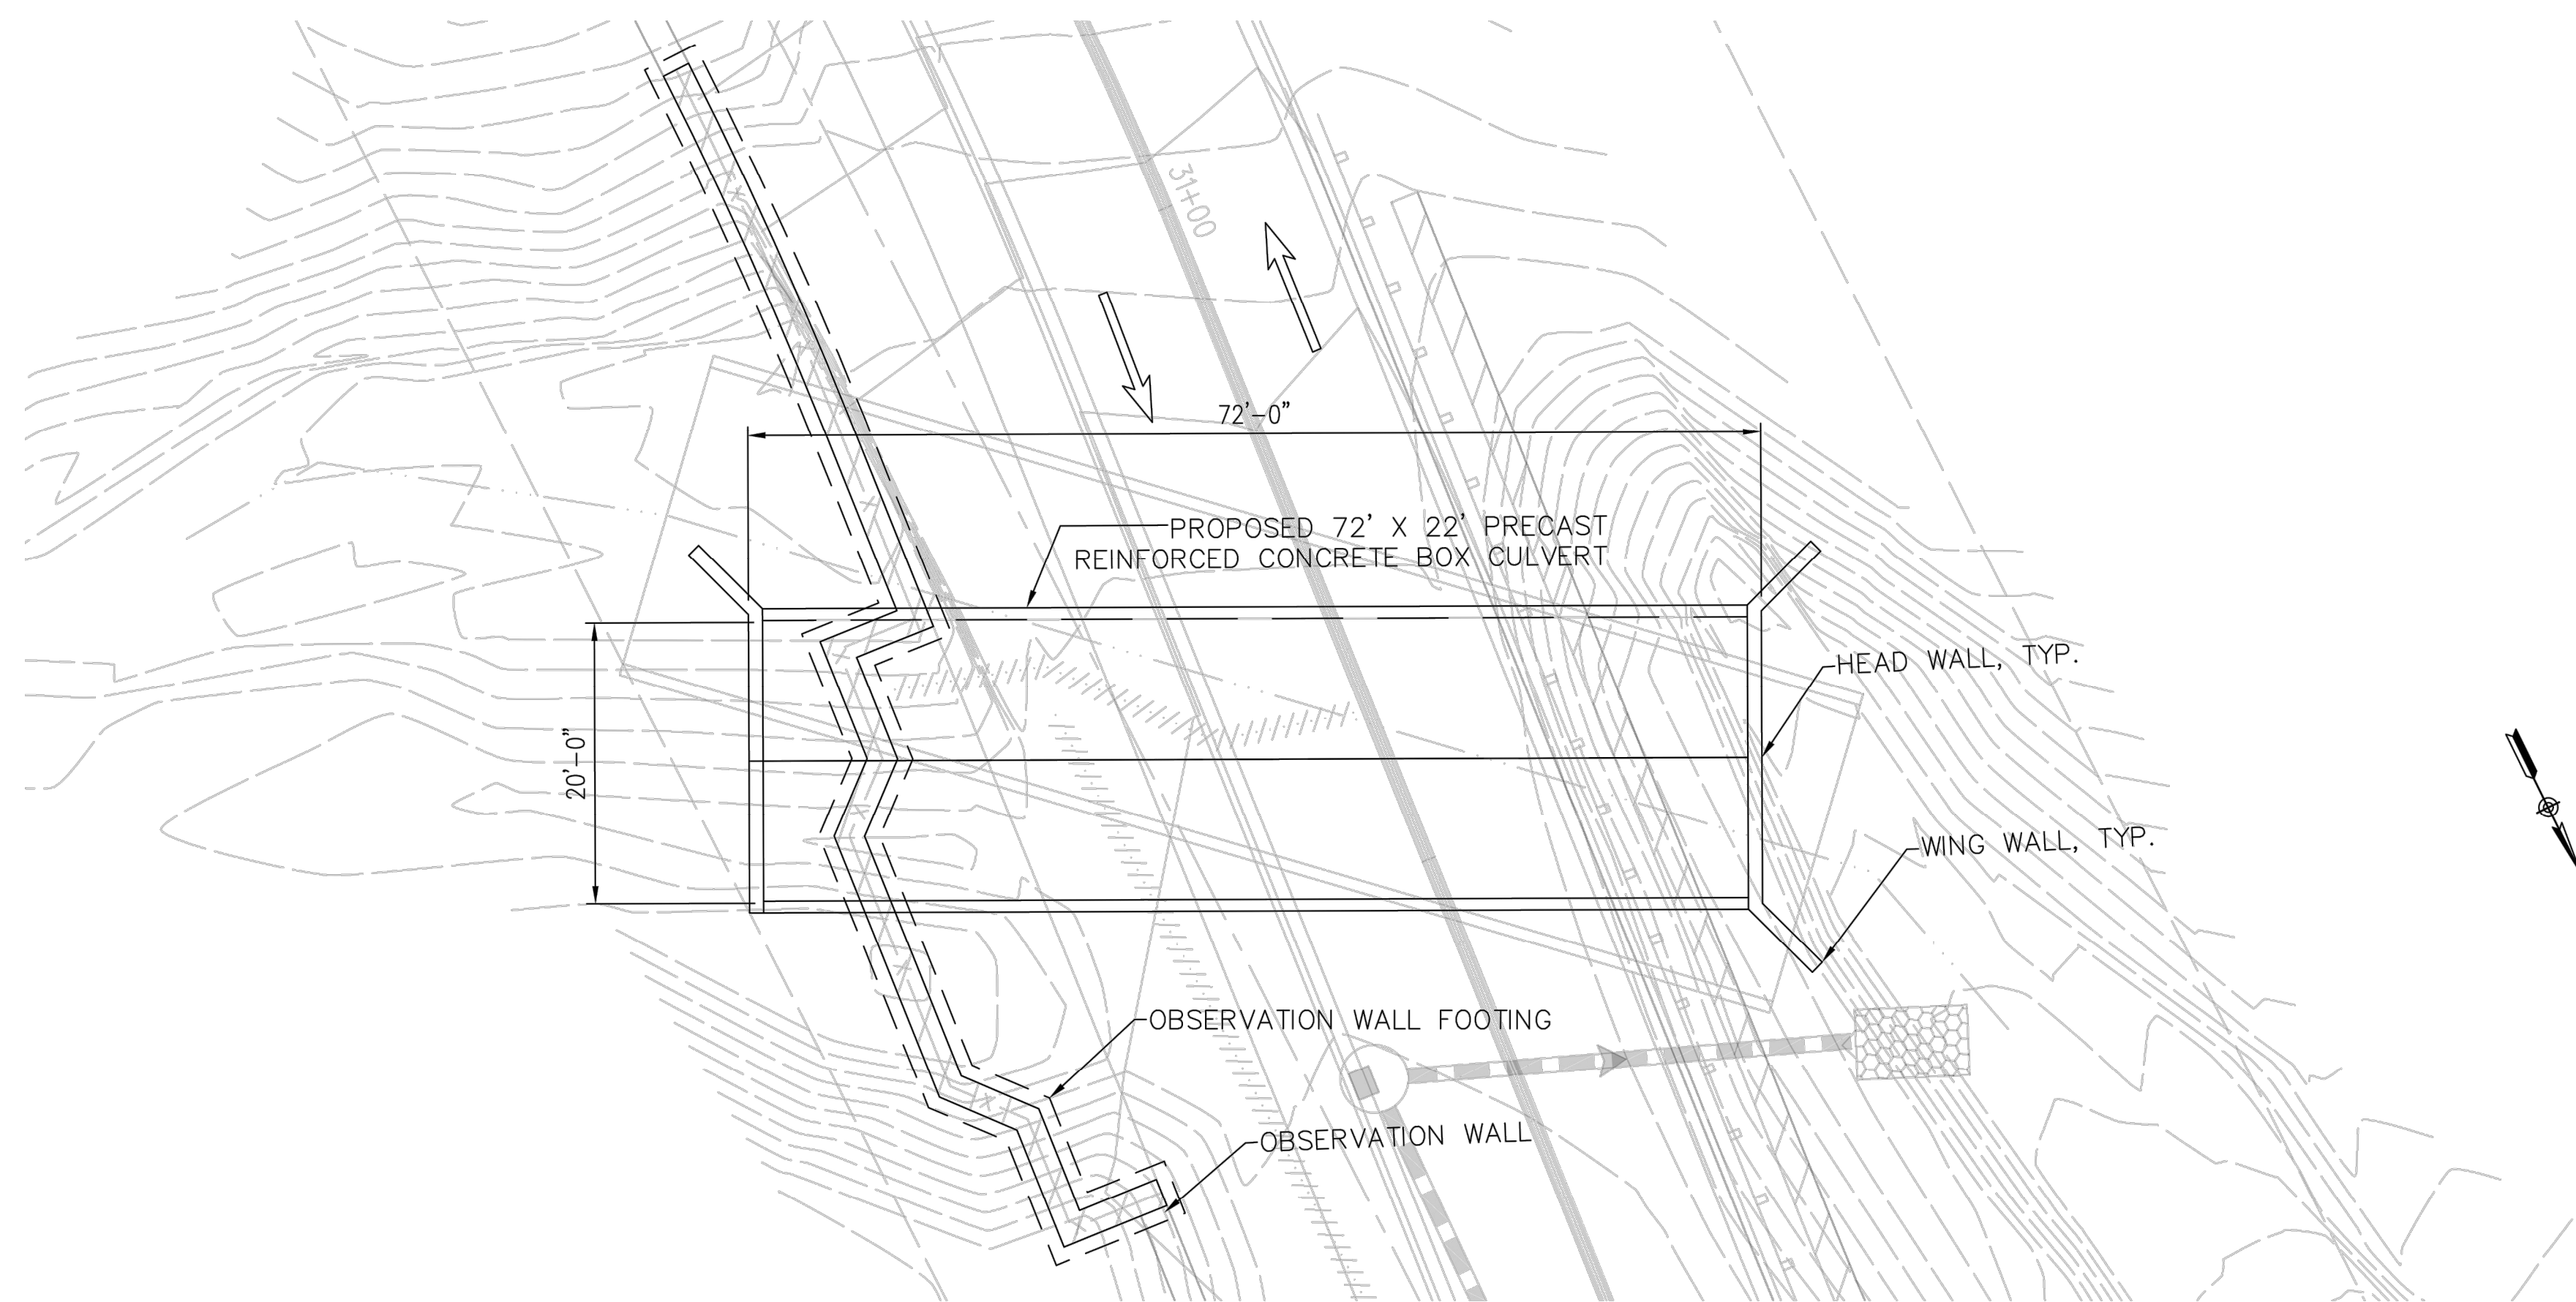 31+00
72'-0"
PROPOSED 72' X 22' PRECAST
REINFORCED CONCRETE BOX CULVERT
HEAD WALL, TYP.
20'-0"
WING WALL, TYP.
OBSERVATION WALL FOOTING
OBSERVATION WALL